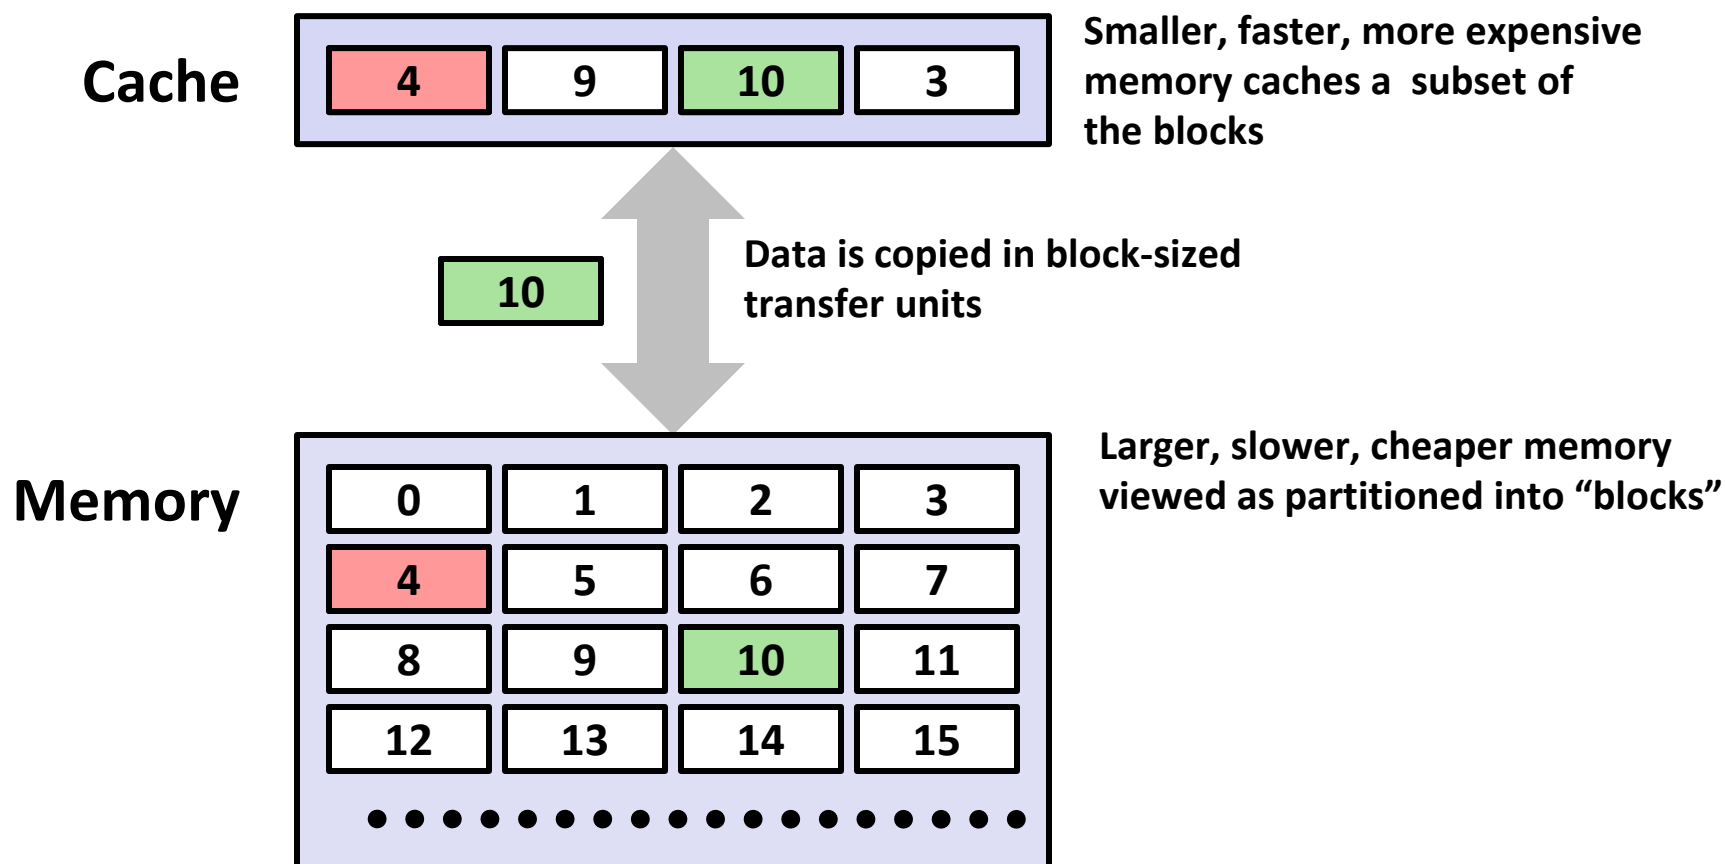 Cache
4 9 10 3
Smaller, faster, more expensive
memory caches a  subset of
the blocks
10
Data is copied in block-sized
transfer units
Memory
0 1 2 3
4 5 6 7
8 9 10 11
12 13 14 15
Larger, slower, cheaper memory
viewed as partitioned into “blocks”